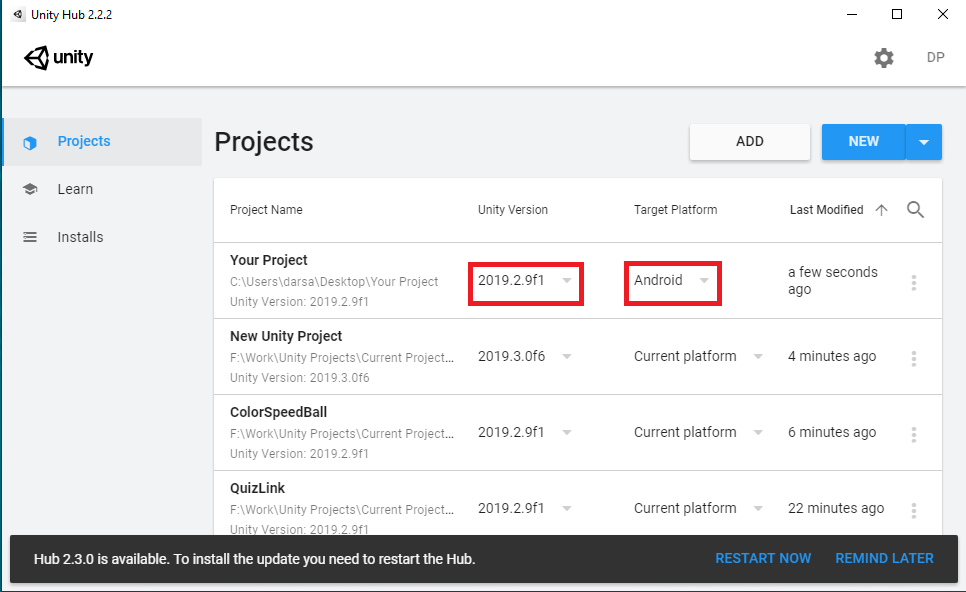 Unity Hub 2.2.2
unity
DP
Projects
Learn
Installs
Projects
ADD
NEW
Project Name Unity Version Target Platform Last Modified
Your Project
C:\Users\darsa\Desktop\Your Project
Unity Version: 2019.2.9f1
2019.2.9f1
Android
a few seconds
ago
New Unity Project
F:\Work\Unity Projects\Current Project...
Unity Version: 2019.3.0f6
2019.3.0f6
Current platform
4 minutes ago
ColorSpeedBall
F:\Work\Unity Projects\Current Project...
Unity Version: 2019.2.9f1
2019.2.9f1
Current platform
6 minutes ago
QuizLink
F:\Work\Unity Projects\Current Project...
Unity Version: 2019.2.9f1
2019.2.9f1
Current platform
22 minutes ago
Hub 2.3.0 is available. To install the update you need to restart the Hub.
RESTART NOW
REMIND LATER